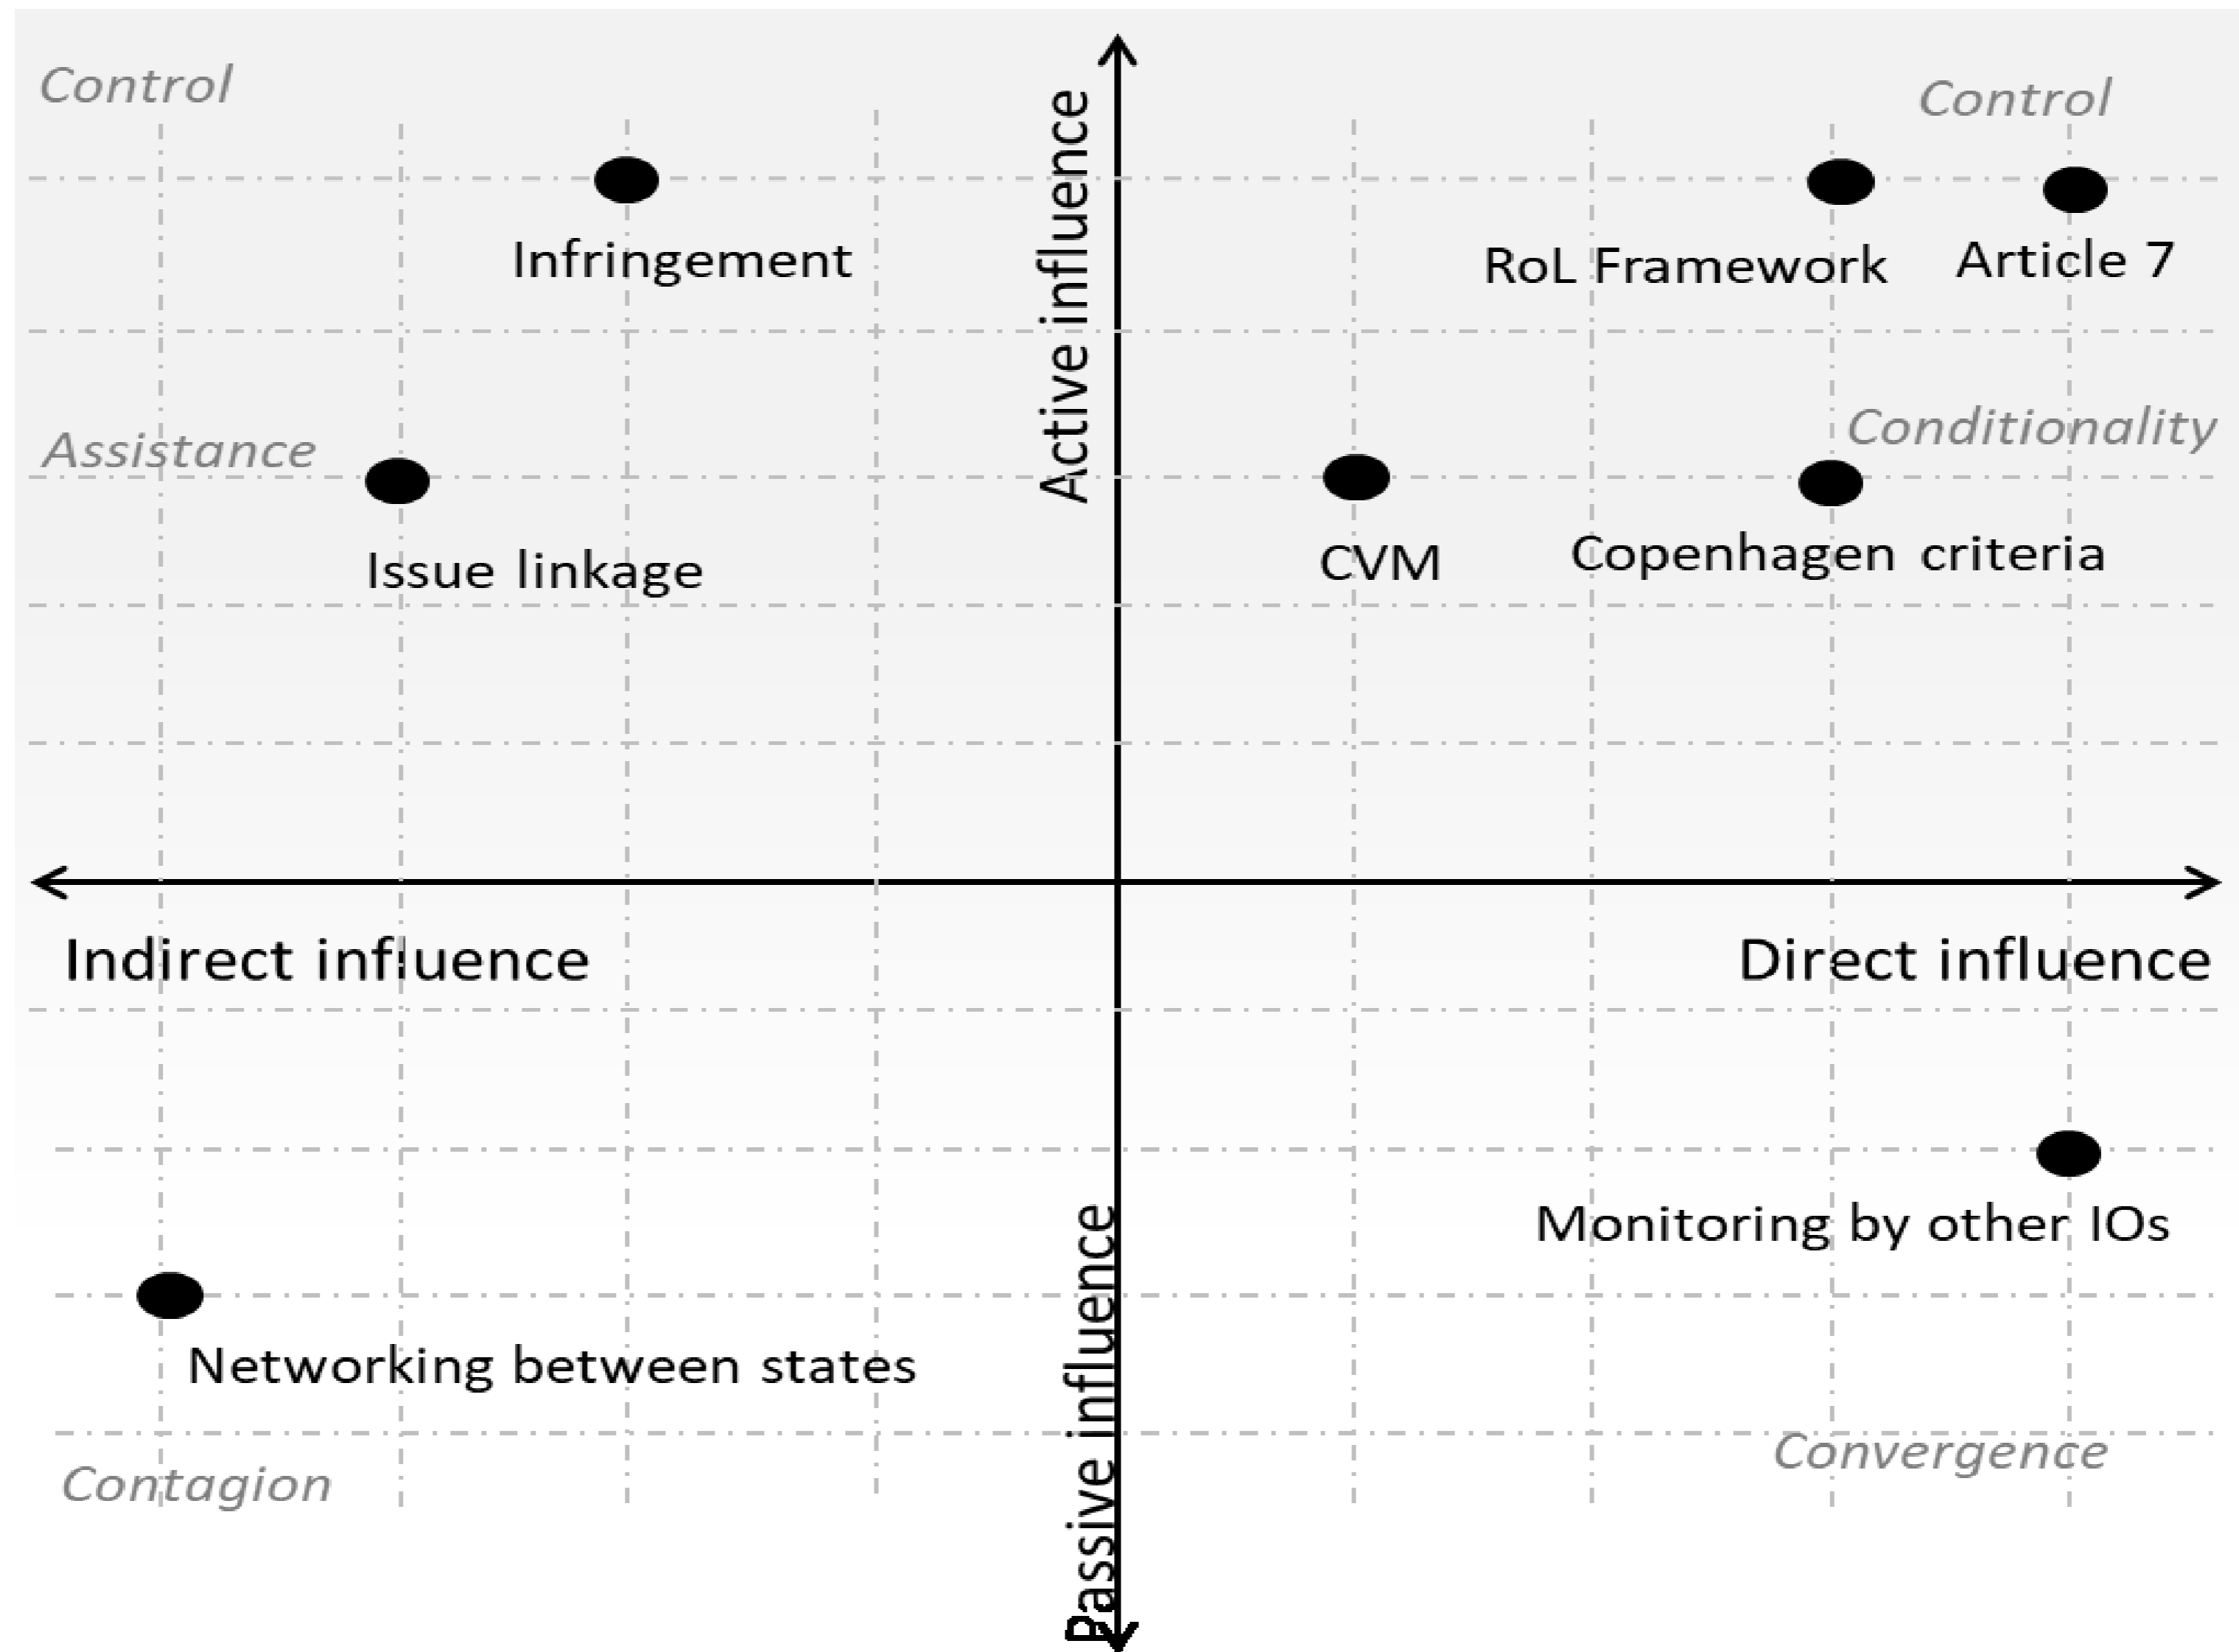 Control
Control
Active influence
Infringement
RoL Framework
Article 7
Assistance
Conditionality
Issue linkage
CVM
Copenhagen criteria
Indirect influence
Direct influence
Passive influence
Monitoring by other IOs
Networking between states
Contagion
Convergence